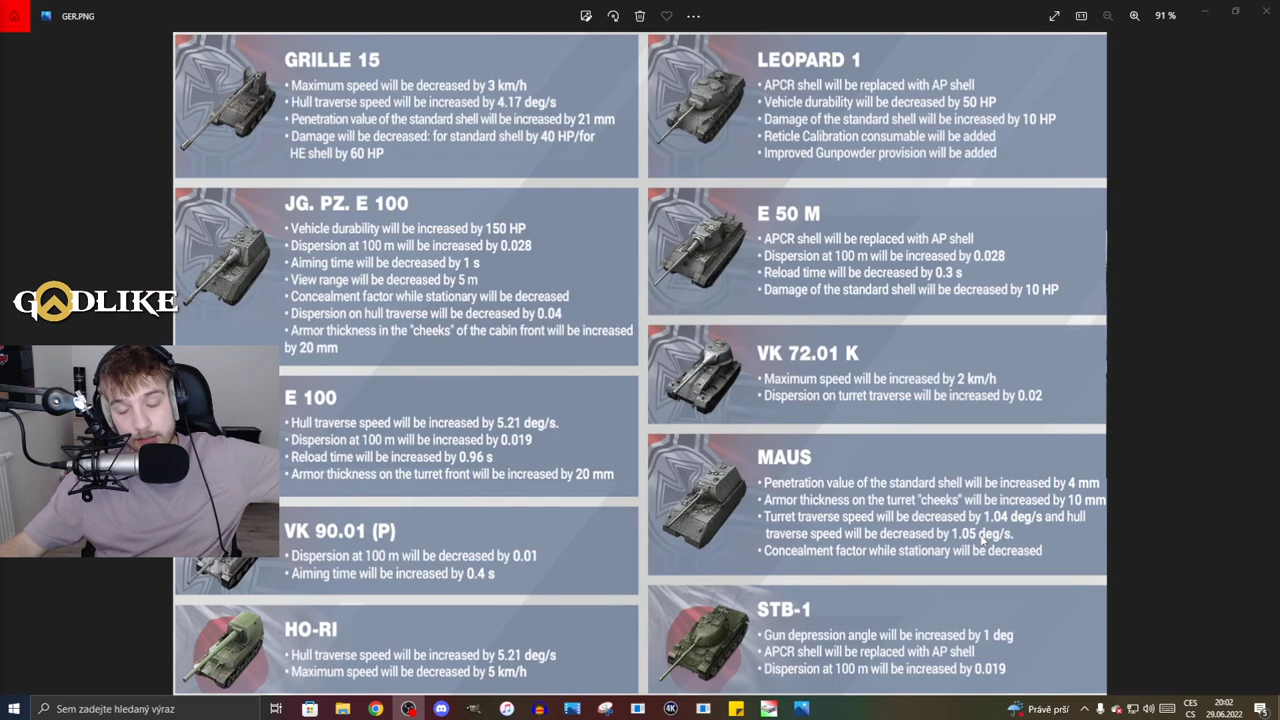 GER.PNG
91 %
GRILLE 15
• Maximum speed will be decreased by 3 km/h
• Hull traverse speed will be increased by 4.17 deg/s
• Penetration value of the standard shell will be increased by 21 mm
• Damage will be decreased: for standard shell by 40 HP/for
HE shell by 60 HP
JG. PZ. E 100
• Vehicle durability will be increased by 150 HP
• Dispersion at 100 m will be increased by 0.028
• Aiming time will be decreased by 1 s
• View range will be decreased by 5 m
• Concealment factor while stationary will be decreased
• Dispersion on hull traverse will be decreased by 0.04
• Armor thickness in the "cheeks" of the cabin front will be increased
by 20 mm
E 100
• Hull traverse speed will be increased by 5.21 deg/s.
• Dispersion at 100 m will be increased by 0.019
• Reload time will be increased by 0.96 s
• Armor thickness on the turret front will be increased by 20 mm
VK 90.01 (P)
• Dispersion at 100 m will be decreased by 0.01
• Aiming time will be increased by 0.4 s
HO-RI
• Hull traverse speed will be increased by 5.21 deg/s
• Maximum speed will be decreased by 5 km/h
LEOPARD 1
• APCR shell will be replaced with AP shell
• Vehicle durability will be decreased by 50 HP
• Damage of the standard shell will be increased by 10 HP
• Reticle Calibration consumable will be added
• Improved Gunpowder provision will be added
E 50 M
• APCR shell will be replaced with AP shell
• Dispersion at 100 m will be increased by 0.028
• Reload time will be decreased by 0.3 s
• Damage of the standard shell will be decreased by 10 HP
VK 72.01 K
• Maximum speed will be increased by 2 km/h
• Dispersion on turret traverse will be increased by 0.02
MAUS
• Penetration value of the standard shell will be increased by 4 mm
• Armor thickness on the turret "cheeks" will be increased by 10 mm
• Turret traverse speed will be decreased by 1.04 deg/s and hull
traverse speed will be decreased by 1.05 deg/s.
• Concealment factor while stationary will be decreased
STB-1
• Gun depression angle will be increased by 1 deg
• APCR shell will be replaced with AP shell
• Dispersion at 100 m will be increased by 0.019
GODLIKE
Sem zadejte hledaný výraz
4K
Právě prší
CES
CS
20:02
29.06.2022